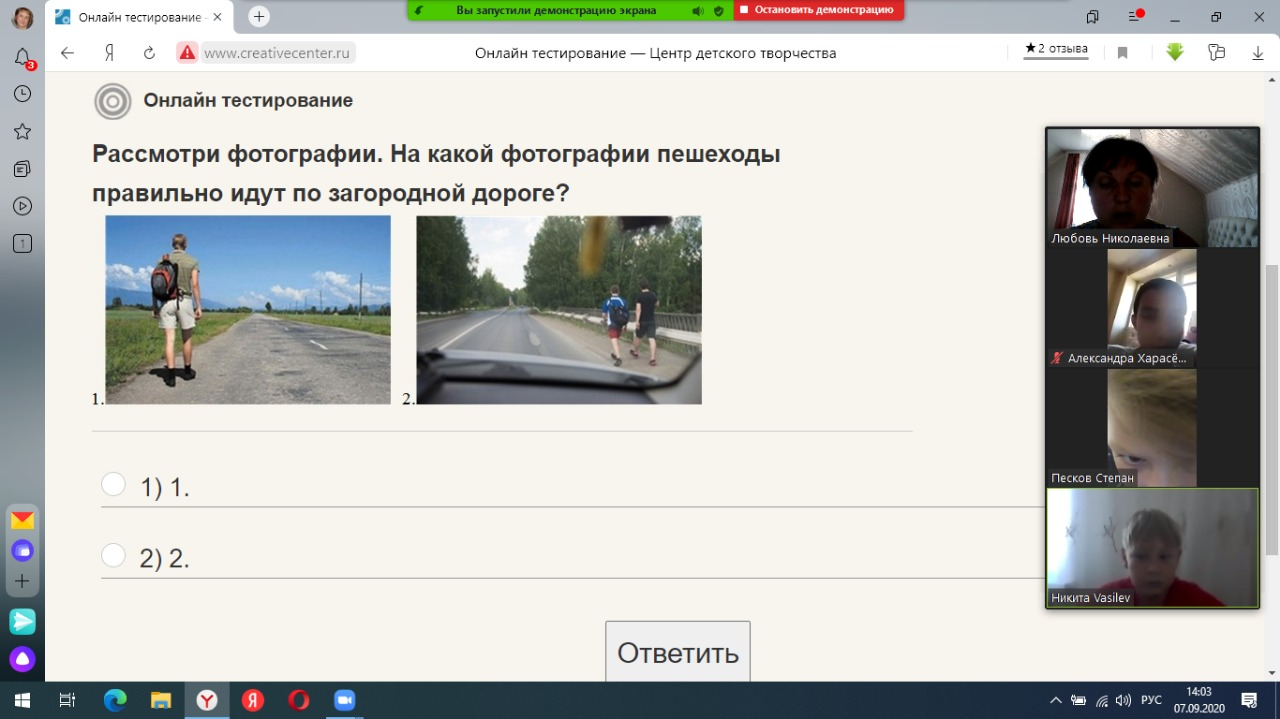 Онлайн тестирование -
Вы запустили демонстрацию экрана
Остановить демонстрацию
www.creativecenter.ru
Онлайн тестирование — Центр детского творчества
★2 отзыва
3
1
Онлайн тестирование
Рассмотри фотографии. На какой фотографии пешеходы
правильно идут по загородной дороге?
1.
2.
1) 1.
2) 2.
Ответить
Любовь Николаевна
Александра Харасё...
Песков Степан
Никита Vasilev
РУС
14:03
07.09.2020